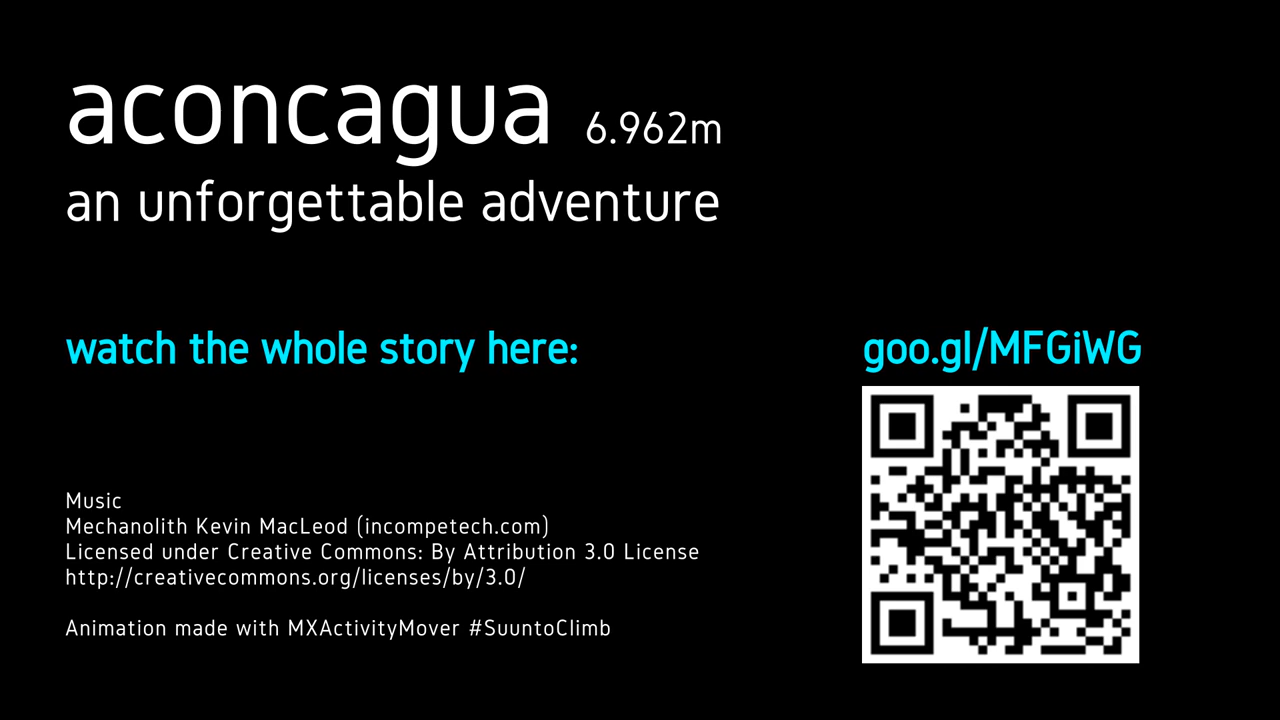 aconcagua 6.962m
an unforgettable adventure
watch the whole story here:
goo.gl/MFGiWG
Music
Mechanolith Kevin MacLeod (incompetech.com)
Licensed under Creative Commons: By Attribution 3.0 License
http://creativecommons.org/licenses/by/3.0/
Animation made with MXActivityMover #SuuntoClimb